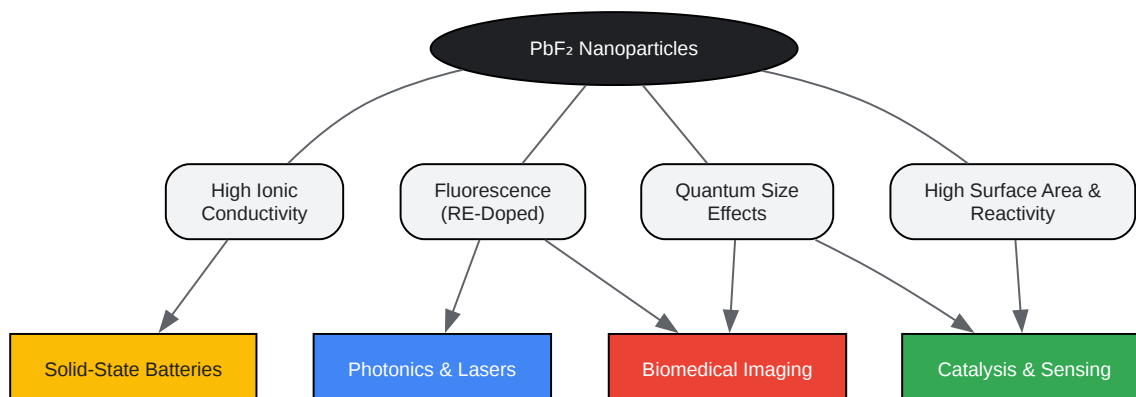 PbF₂ Nanoparticles
High Ionic
Conductivity
Fluorescence
(RE-Doped)
Quantum Size
Effects
High Surface Area &
Reactivity
Solid-State Batteries
Photonics & Lasers
Biomedical Imaging
Catalysis & Sensing